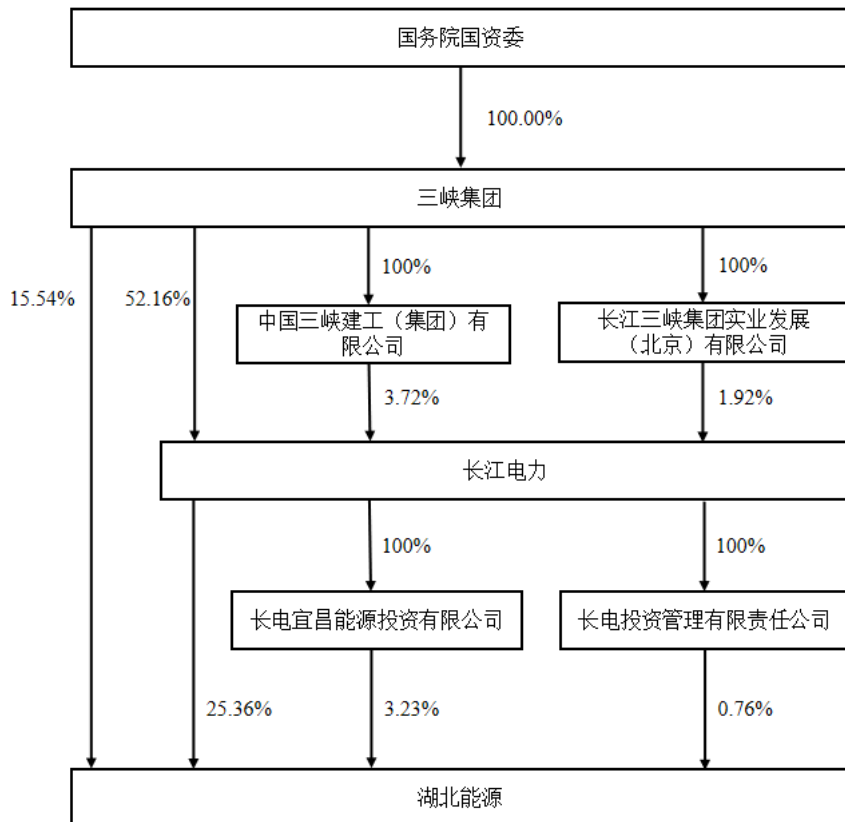 国务院国资委
100.00%
三峡集团
15.54%
52.16%
100%
100%
中国三峡建工（集团）有
限公司
长江三峡集团实业发展
（北京）有限公司
3.72%
1.92%
长江电力
100%
100%
长电宜昌能源投资有限公司
长电投资管理有限责任公司
25.36%
3.23%
0.76%
湖北能源